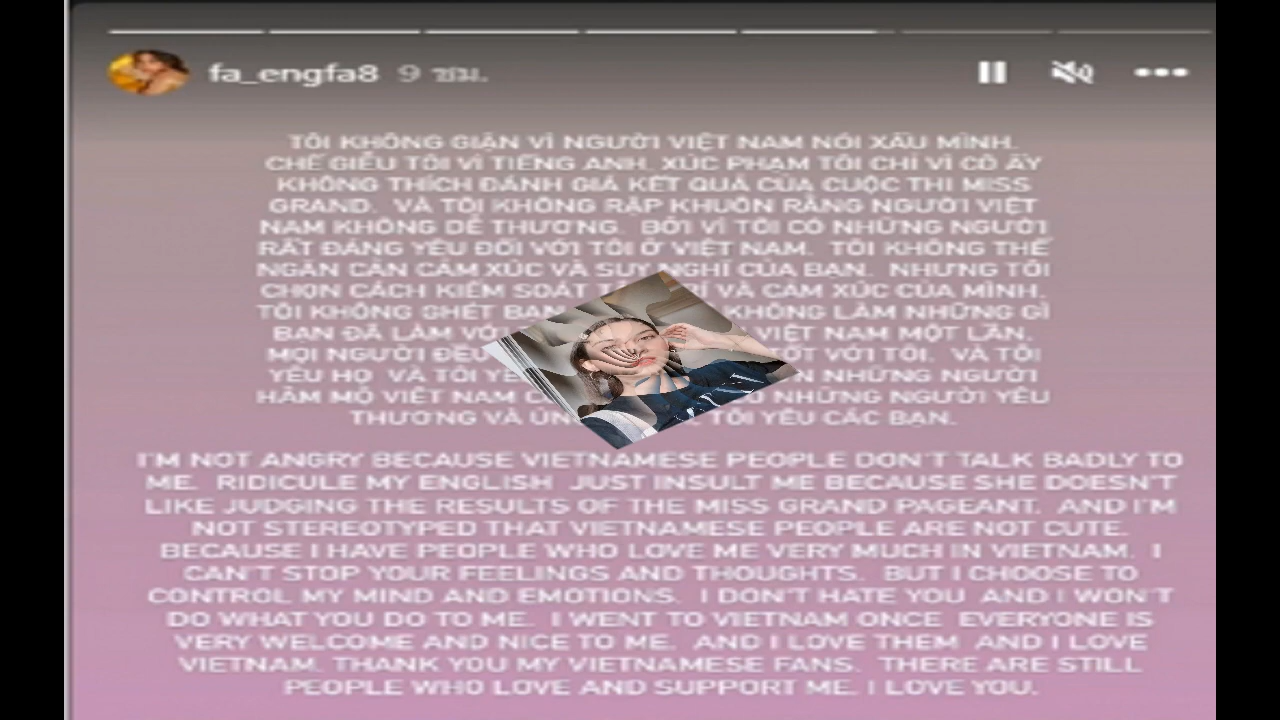 fa_engfa8 9 ชม.
TÔI KHÔNG GIẬN VÌ NGƯỜI VIỆT NAM NÓI XẤU MÌNH.
CHẾ GIỄU TÔI VÌ TIẾNG ANH. XÚC PHẠM TÔI CHỈ VÌ CÔ ẤY
KHÔNG THÍCH ĐÁNH GIÁ KẾT QUẢ CỦA CUỘC THI MISS
GRAND. VÀ TÔI KHÔNG RẬP KHUÔN RẰNG NGƯỜI VIỆT
NAM KHÔNG DỄ THƯƠNG. BỞI VÌ TÔI CÓ NHỮNG NGƯỜI
RẤT ĐÁNG YÊU ĐỐI VỚI TÔI Ở VIỆT NAM. TÔI KHÔNG THỂ
NGĂN CẢN CẢM XÚC VÀ SUY NGHĨ CỦA BẠN. NHƯNG TÔI
CHỌN CÁCH KIỂM SOÁT VÀ CẢM XÚC CỦA MÌNH.
TÔI KHÔNG GHÉT KHÔNG LÀM NHỮNG GÌ
BẠN ĐÃ LÀM VIỆT NAM MỘT LẦN.
MỌI NGƯỜI ĐỀU VỚI TÔI. VÀ TÔI
YÊU HỌ VÀ TÔI NHỮNG NGƯỜI
HÂM MỘ VIỆT NAM NHỮNG NGƯỜI YÊU
THƯƠNG VÀ TÔI YÊU CÁC BẠN.
I'M NOT ANGRY BECAUSE VIETNAMESE PEOPLE DON'T TALK BADLY TO
ME. RIDICULE MY ENGLISH JUST INSULT ME BECAUSE SHE DOESN'T
LIKE JUDGING THE RESULTS OF THE MISS GRAND PAGEANT. AND I'M
NOT STEREOTYPED THAT VIETNAMESE PEOPLE ARE NOT CUTE.
BECAUSE I HAVE PEOPLE WHO LOVE ME VERY MUCH IN VIETNAM. I
CAN'T STOP YOUR FEELINGS AND THOUGHTS. BUT I CHOOSE TO
CONTROL MY MIND AND EMOTIONS. I DON'T HATE YOU AND I WON'T
DO WHAT YOU DO TO ME. I WENT TO VIETNAM ONCE EVERYONE IS
VERY WELCOME AND NICE TO ME. AND I LOVE THEM AND I LOVE
VIETNAM. THANK YOU MY VIETNAMESE FANS. THERE ARE STILL
PEOPLE WHO LOVE AND SUPPORT ME. I LOVE YOU.